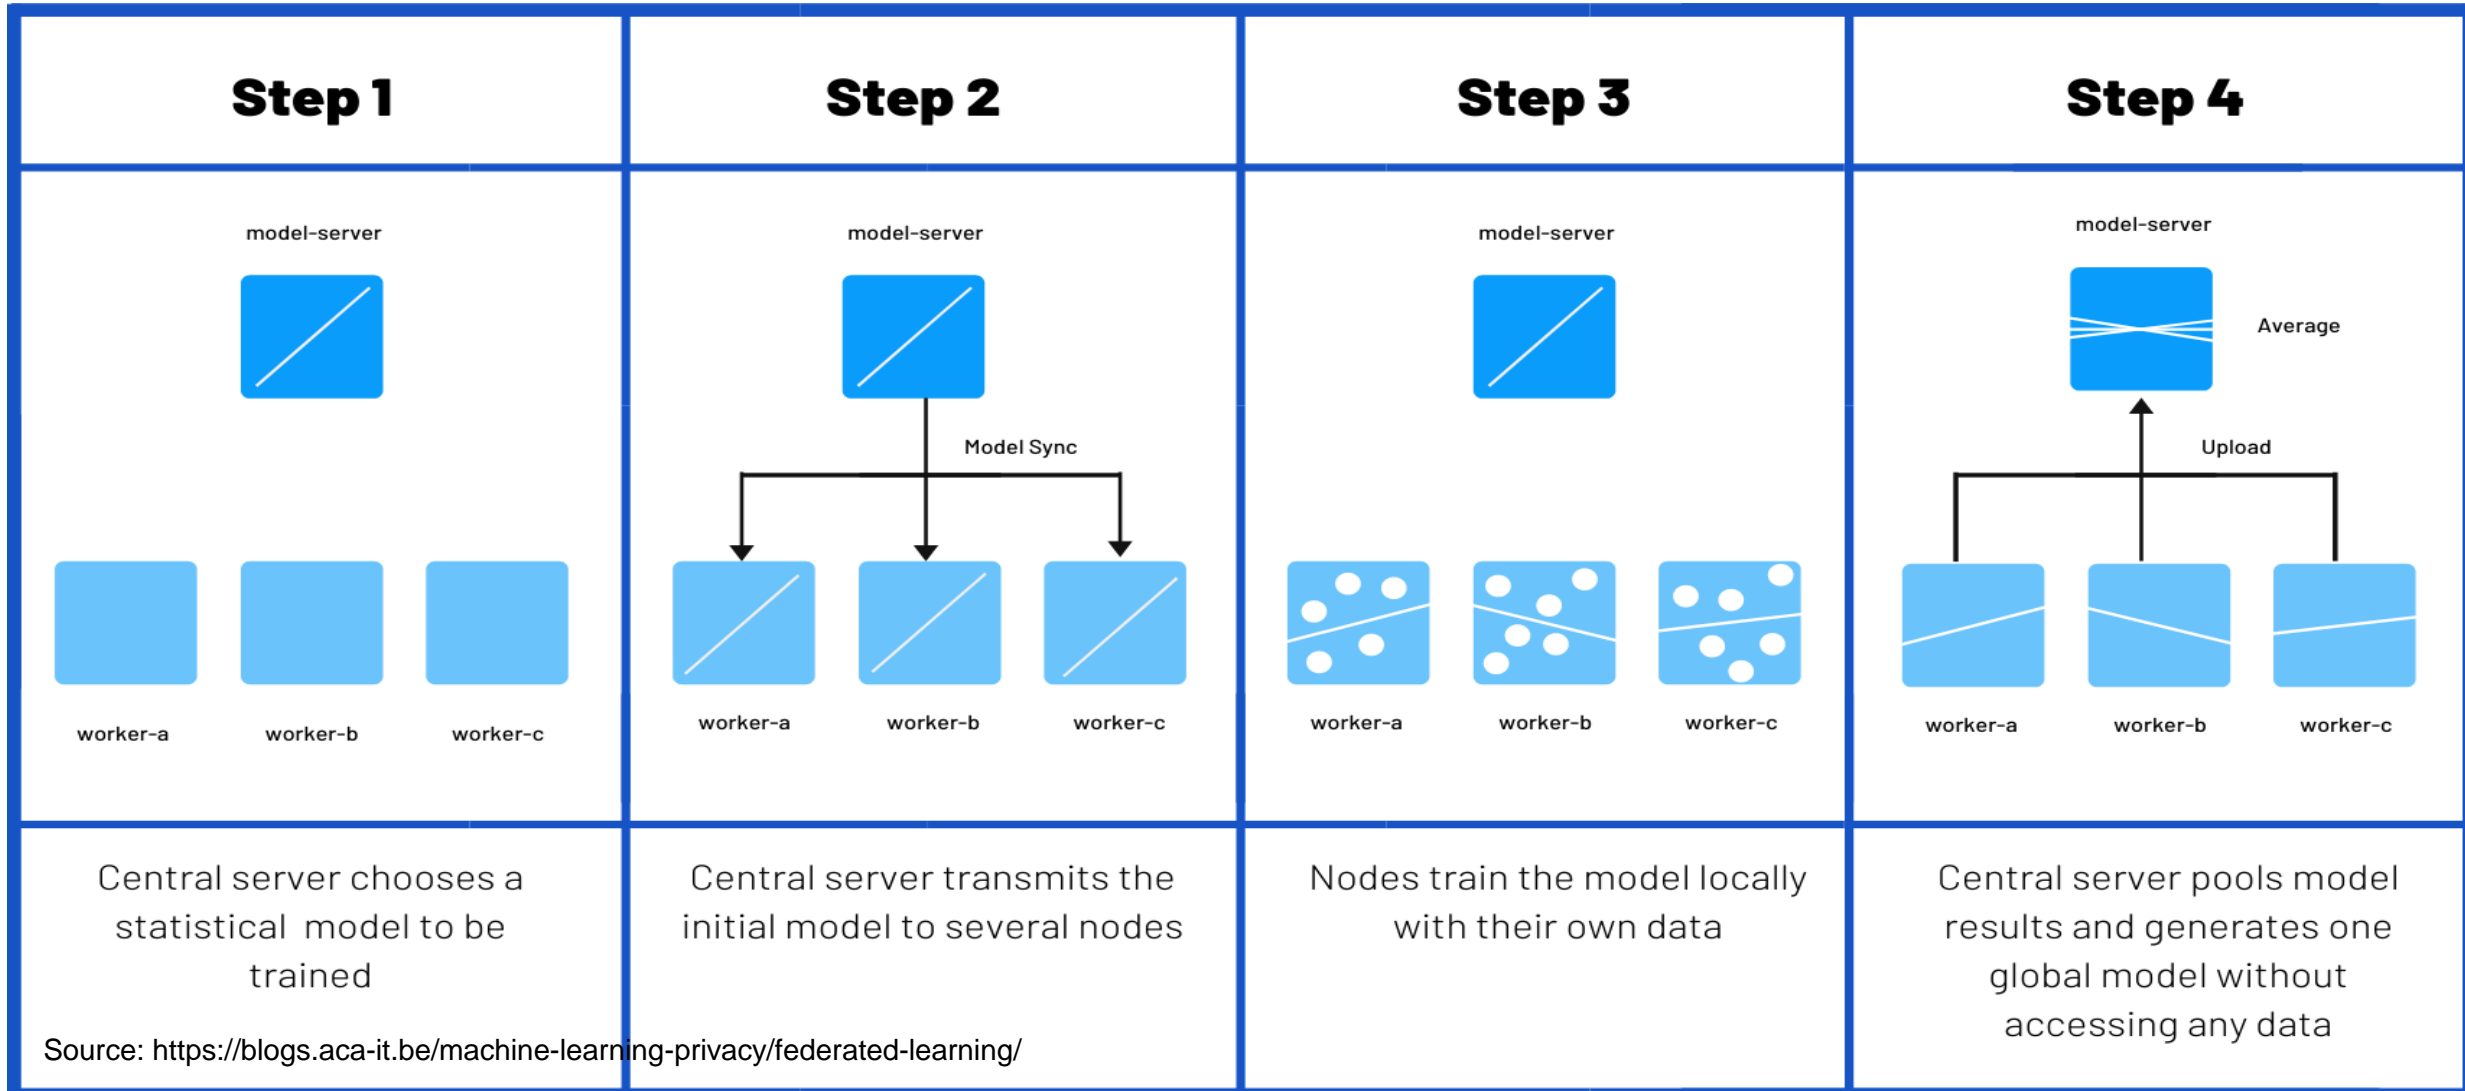 Step 1
Step 2
Step 3
Step 4
model-server
model-server
model-server
model-server
Average
Model Sync
Upload
worker-a
worker-b
worker-c
worker-a
worker-b
worker-c
worker-a
worker-b
worker-c
worker-a
worker-b
worker-c
Central server chooses a
statistical model to be
trained
Central server transmits the
initial model to several nodes
Nodes train the model locally
with their own data
Central server pools model
results and generates one
global model without
accessing any data
Source: https://blogs.aca-it.be/machine-learning-privacy/federated-learning/